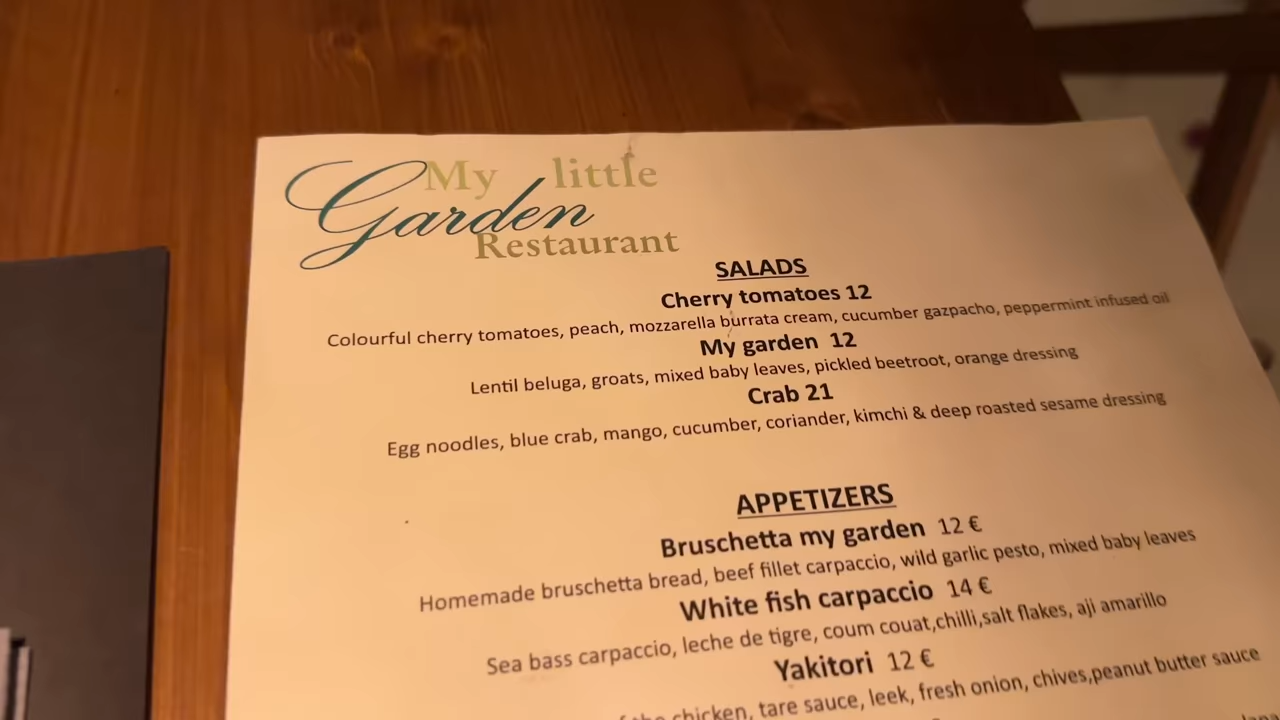 My little
Garden
Restaurant
SALADS
Cherry tomatoes 12
Colourful cherry tomatoes, peach, mozzarella burrata cream, cucumber gazpacho, peppermint infused oil
My garden 12
Lentil beluga, groats, mixed baby leaves, pickled beetroot, orange dressing
Crab 21
Egg noodles, blue crab, mango, cucumber, coriander, kimchi & deep roasted sesame dressing
APPETIZERS
Bruschetta my garden 12 €
Homemade bruschetta bread, beef fillet carpaccio, wild garlic pesto, mixed baby leaves
White fish carpaccio 14 €
Sea bass carpaccio, leche de tigre, coum couat,chilli,salt flakes, aji amarillo
Yakitori 12 €
the chicken, tare sauce, leek, fresh onion, chives,peanut butter sauce